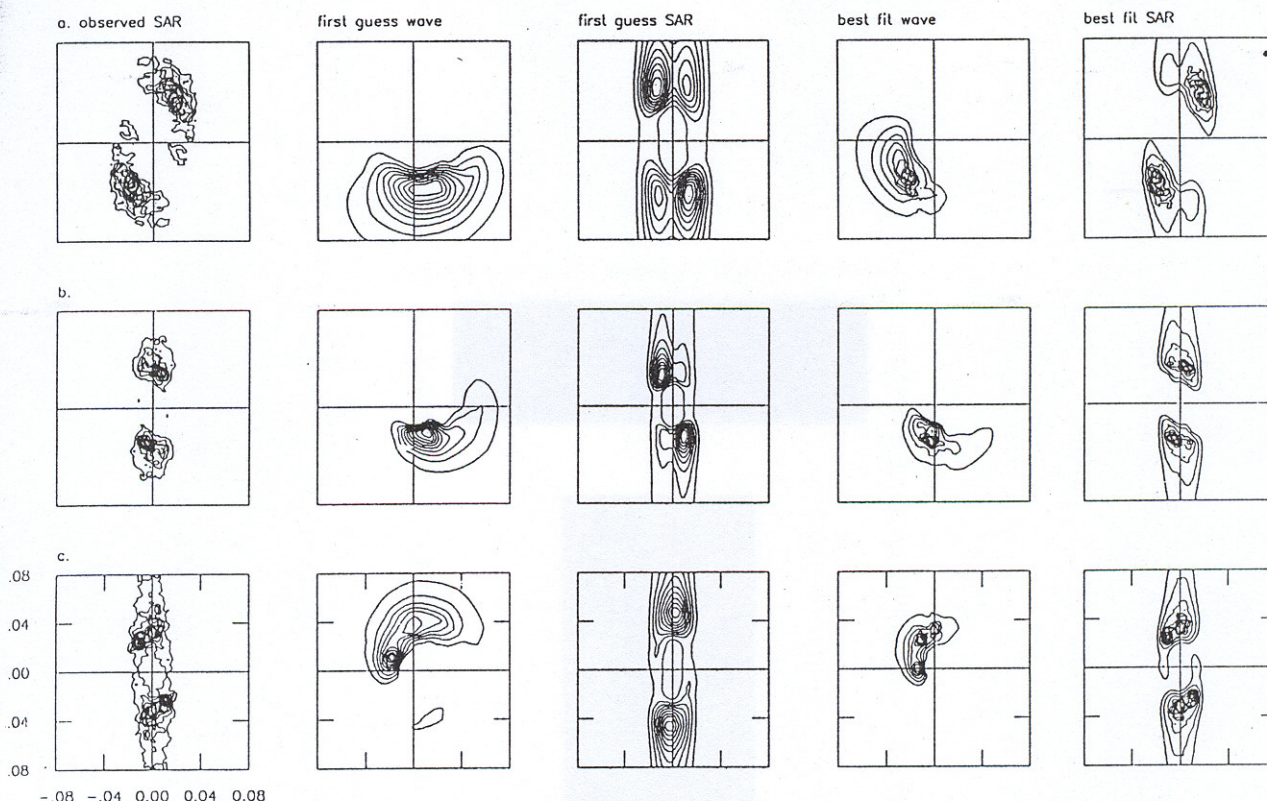 a. observed SAR
first guess wave
first guess SAR
best fit wave
best fit SAR
b.
c.
.08
.04
.00
.04
.08
-.08 -.04 0.00 0.04 0.08